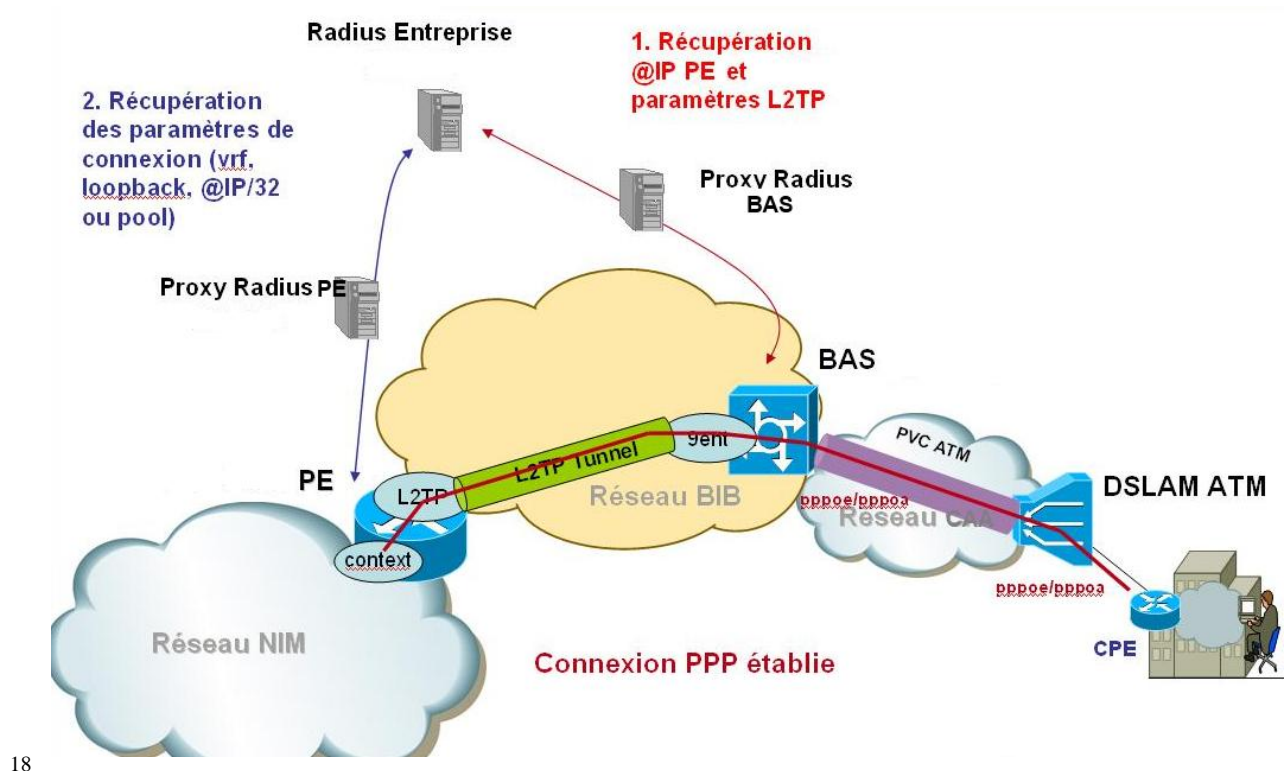 Radius Entreprise
1. Récupération
@IP PE et
paramètres L2TP
2. Récupération
des paramètres de
connexion (vrf,
loopback, @IP/32
ou pool)
Proxy Radius
BAS
Proxy Radius PE
BAS
9ent
PVC ATM
L2TP Tunnel
PE
L2TP
Réseau BIB
pppoe/pppoa
Réseau CAA
DSLAM ATM
context
pppoe/pppoa
Réseau NIM
Connexion PPP établie
CPE
18